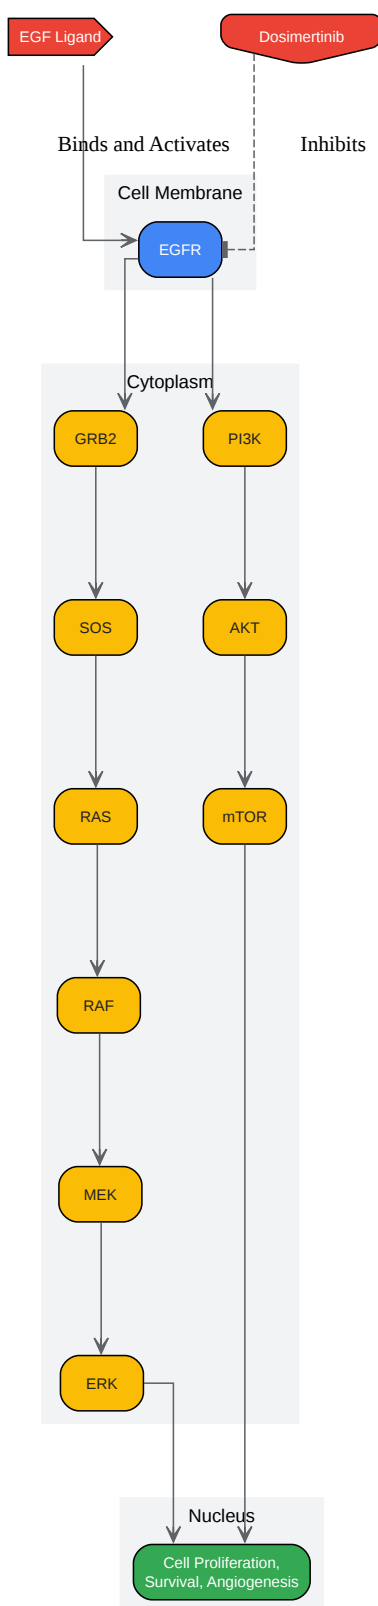 EGF Ligand
Dosimertinib
Binds and Activates
Inhibits
Cell Membrane
EGFR
Cytoplasm
GRB2
PI3K
SOS
AKT
RAS
mTOR
RAF
MEK
ERK
Nucleus
Cell Proliferation,
Survival, Angiogenesis